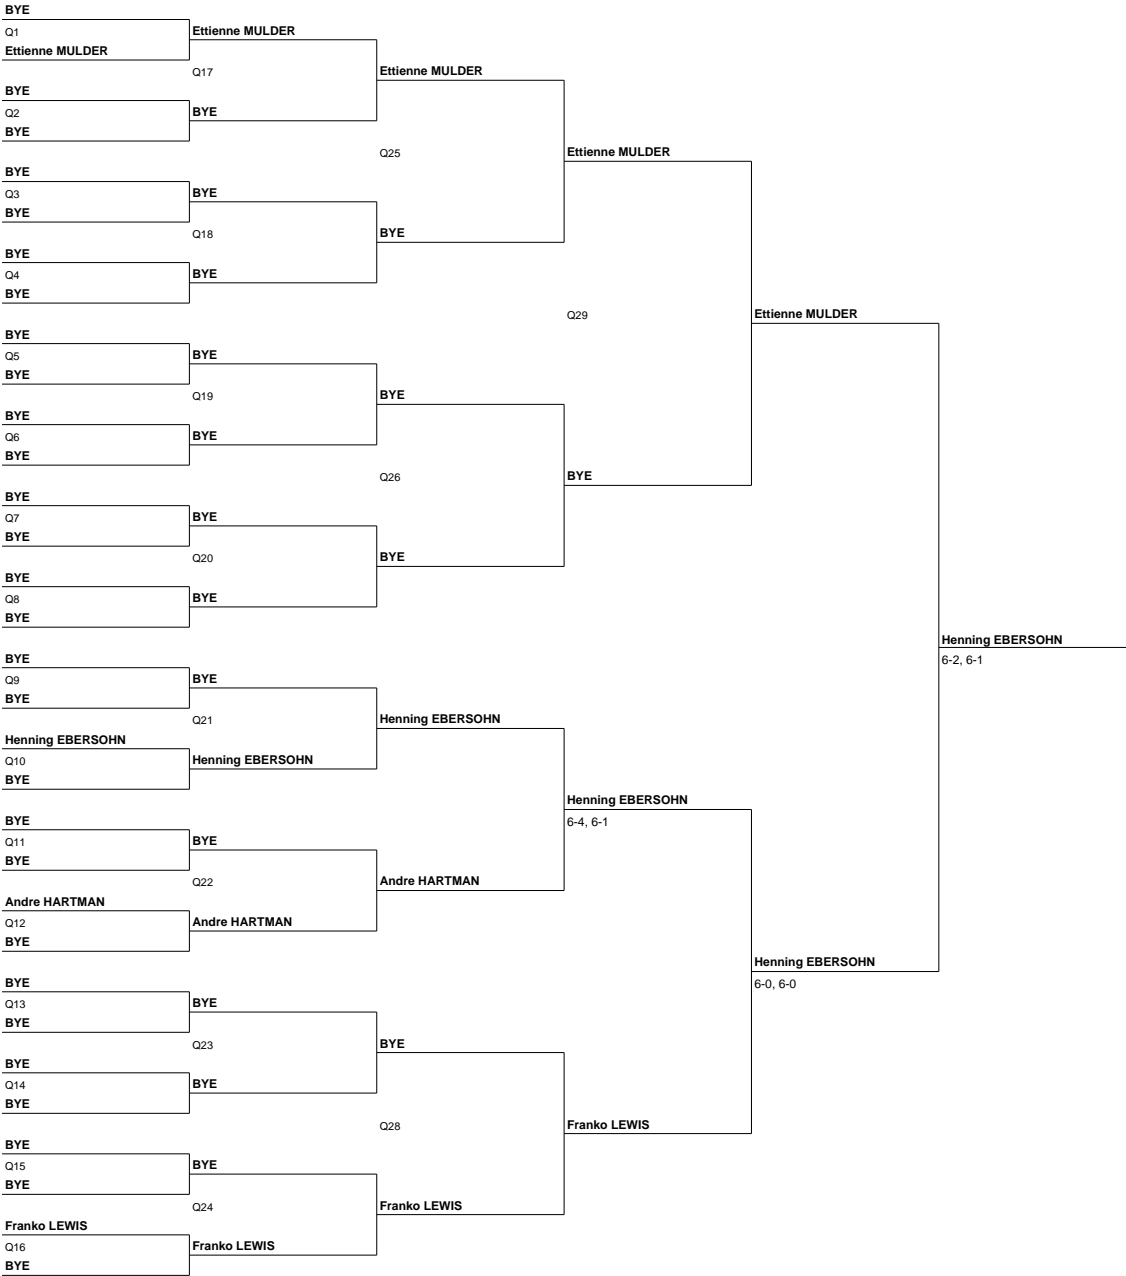 BYE
Q1
Ettienne MULDER
BYE
Q2
BYE
BYE
Q3
BYE
BYE
Q4
BYE
BYE
Q5
BYE
BYE
Q6
BYE
BYE
Q7
BYE
BYE
Q8
BYE
BYE
Q9
BYE
Henning EBERSOHN
Q10
BYE
BYE
Q11
BYE
Andre HARTMAN
Q12
BYE
BYE
Q13
BYE
BYE
Q14
BYE
BYE
Q15
BYE
Franko LEWIS
Q16
BYE
Ettienne MULDER
Q17
BYE
BYE
Q18
BYE
BYE
Q19
BYE
BYE
Q20
BYE
BYE
Q21
Henning EBERSOHN
BYE
Q22
Andre HARTMAN
BYE
Q23
BYE
BYE
Q24
Franko LEWIS
Ettienne MULDER
Q25
BYE
BYE
Q26
BYE
Henning EBERSOHN
Andre HARTMAN
BYE
Q28
Franko LEWIS
Ettienne MULDER
Q29
BYE
Henning EBERSOHN
6-4, 6-1
Franko LEWIS
Ettienne MULDER
Henning EBERSOHN
6-0, 6-0
Henning EBERSOHN
6-2, 6-1